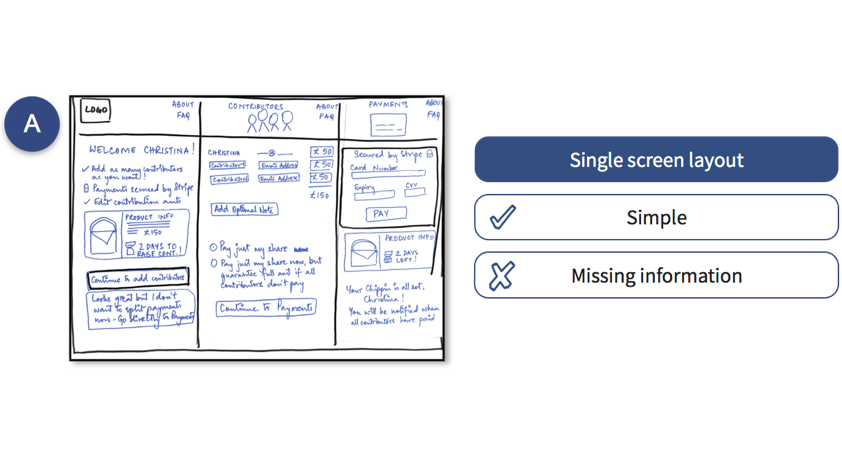 A
LOGO
ABOUT
FAQ
WELCOME CHRISTINA!
✓ Add as many contributors
as you want!
Payments secured by Stripe
✓ Edit contribution amts
PRODUCT INFO
£150
2 DAYS TO
RAISE CONT.!
Continue to add contributors
Looks great but I don't
want to split payments
now - Go directly to Payments
CONTRIBUTORS
ABOUT
FAQ
CHRISTINA
@
£50
Contributor
Email Address
£50
Contributor
Email Address
£50
£150
Add Optional Note
Pay just my share
Pay just my share now, but
guarantee full amt if all
contributors don't pay
Continue to Payments
PAYMENTS
ABOU
FAQ
Secured by Stripe
Card Number
Expiry
CVV
PAY
PRODUCT INFO
2 DAYS
LEFT!
Your Chippin is all set,
Christina!
You will be notified when
all contributors have paid
Single screen layout
Simple
Missing information